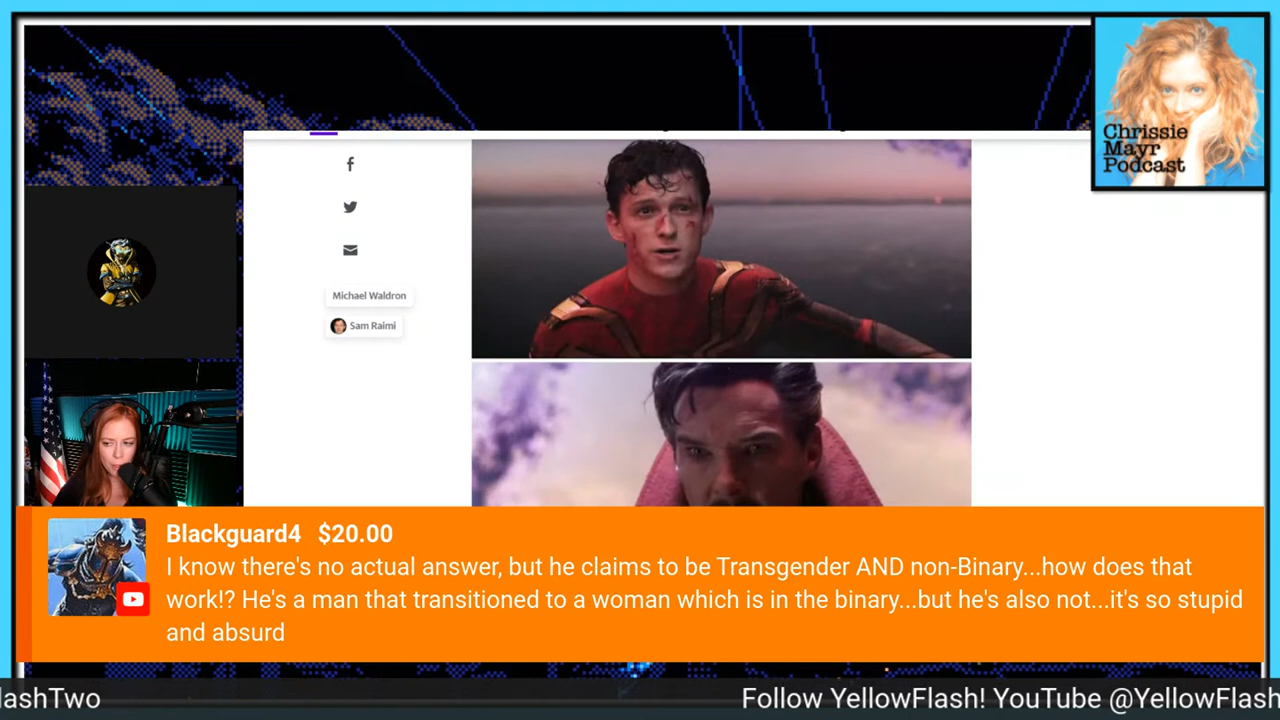 Chrissie
Mayr
Podcast
Michael Waldron
Sam Raimi
Blackguard4 $20.00
I know there's no actual answer, but he claims to be Transgender AND non-Binary...how does that
work!? He's a man that transitioned to a woman which is in the binary...but he's also not...it's so stupid
and absurd
lashTwo Follow YellowFlash! YouTube @YellowFlash